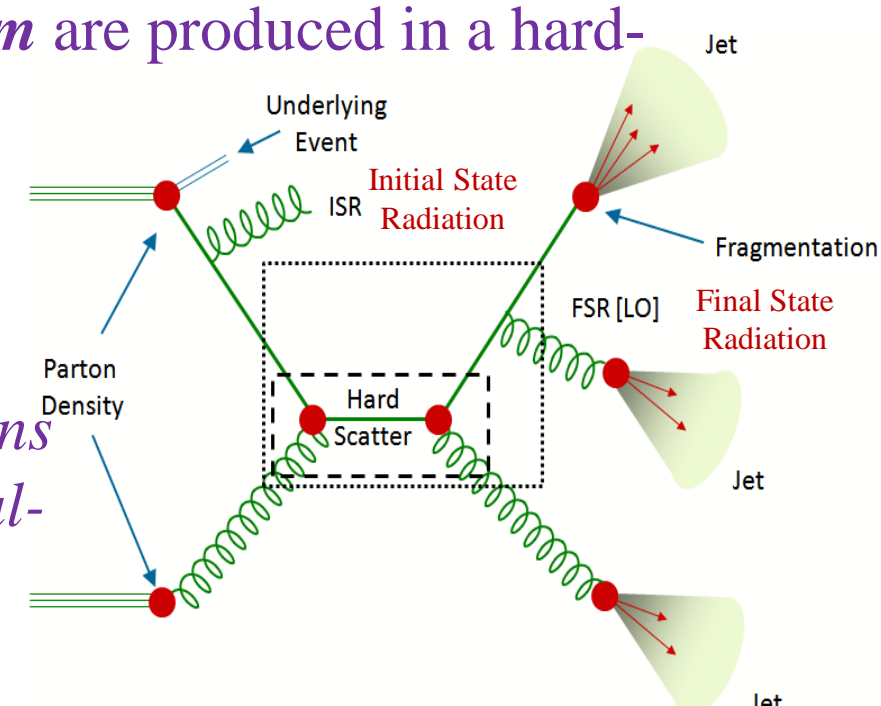 m are produced in a hard-
Jet
Underlying
Event
Initial State
Radiation
ISR
Fragmentation
FSR [LO]
Final State
Radiation
Parton
Density
Hard
Scatter
ns
al-
Jet
Jet